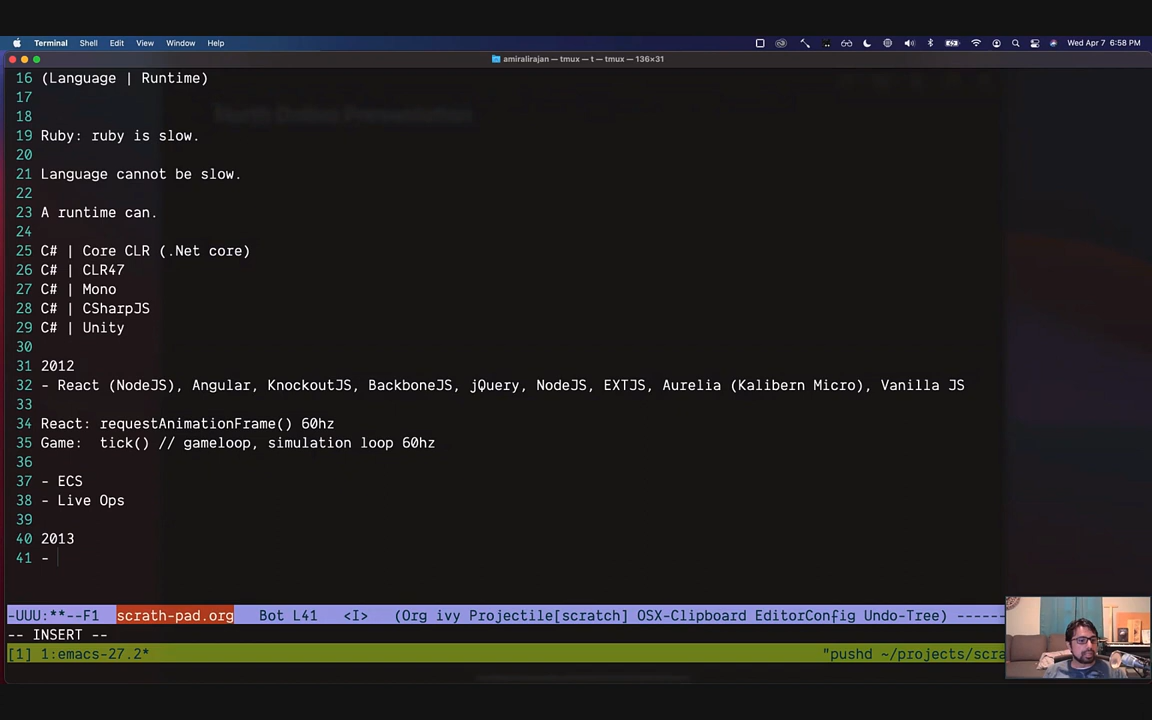 Terminal Shell Edit View Window Help Wed Apr 7 6:58 PM
amiralirajan — tmux — t — tmux — 136×31
16 (Language | Runtime)
17
18
19 Ruby: ruby is slow.
20
21 Language cannot be slow.
22
23 A runtime can.
24
25 C# | Core CLR (.Net core)
26 C# | CLR47
27 C# | Mono
28 C# | CSharpJS
29 C# | Unity
30
31 2012
32 - React (NodeJS), Angular, KnockoutJS, BackboneJS, jQuery, NodeJS, EXTJS, Aurelia (Kalibern Micro), Vanilla JS
33
34 React: requestAnimationFrame() 60hz
35 Game:  tick() // gameloop, simulation loop 60hz
36
37 - ECS
38 - Live Ops
39
40 2013
41 -
-UUU:**--F1 scrath-pad.org Bot L41 <I> (Org ivy Projectile[scratch] OSX-Clipboard EditorConfig Undo-Tree) ------
-- INSERT --
[1] 1:emacs-27.2* "pushd ~/projects/scra